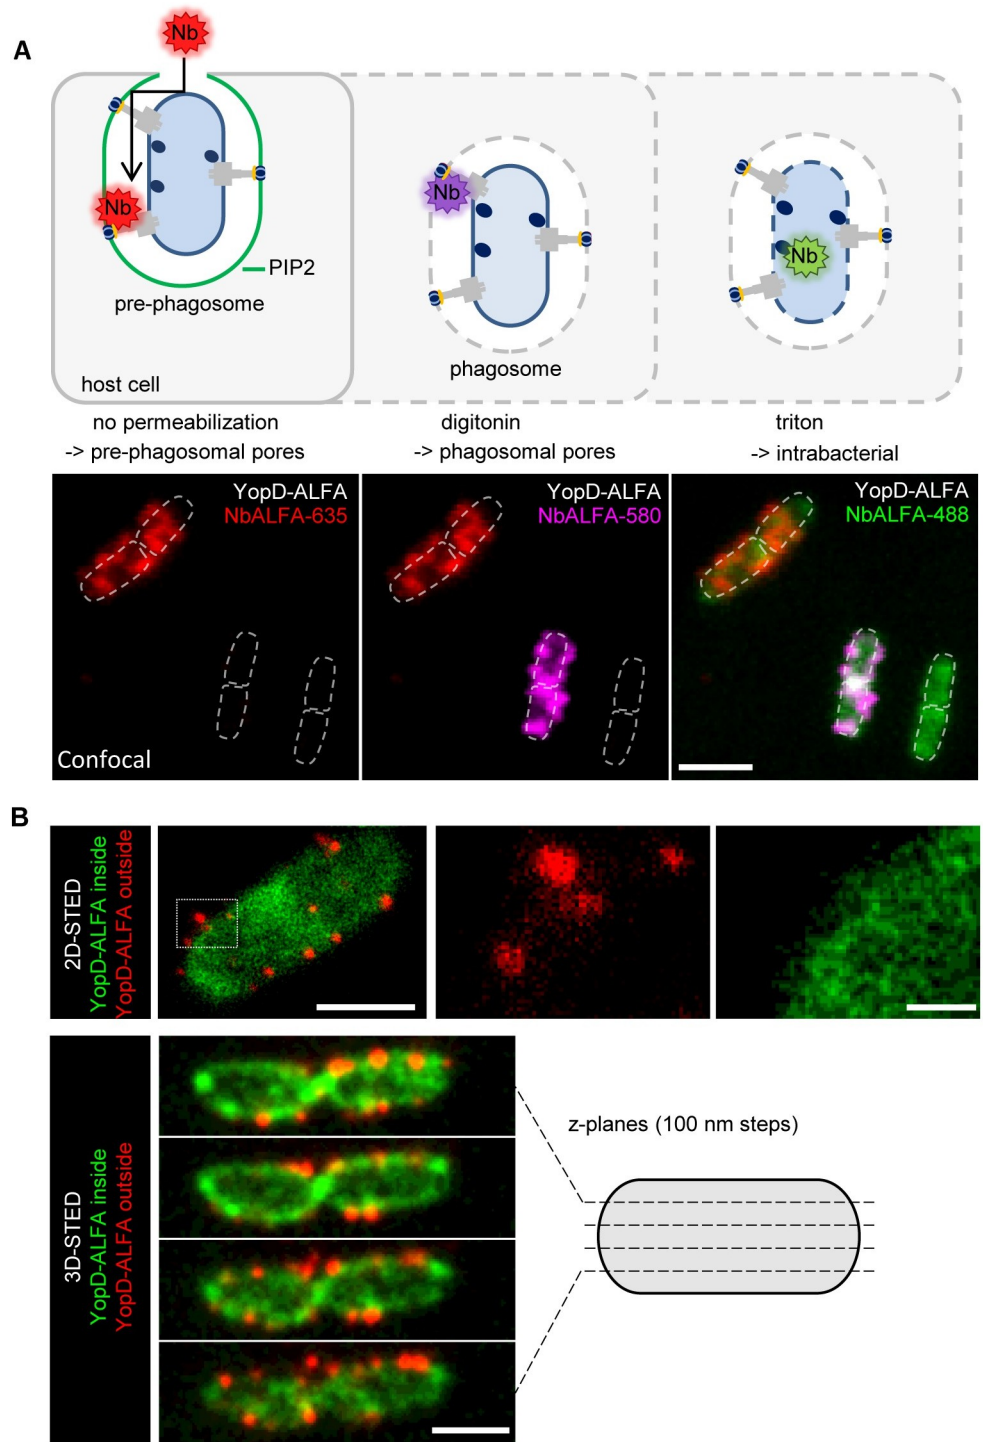 A
Nb
Nb
Nb
Nb
PIP2
pre-phagosome
phagosome
host cell
no permeabilization
-> pre-phagosomal pores
digitonin
-> phagosomal pores
triton
-> intrabacterial
YopD-ALFA
NbALFA-635
Confocal
YopD-ALFA
NbALFA-580
YopD-ALFA
NbALFA-488
B
2D-STED
YopD-ALFA inside
YopD-ALFA outside
3D-STED
YopD-ALFA inside
YopD-ALFA outside
z-planes (100 nm steps)